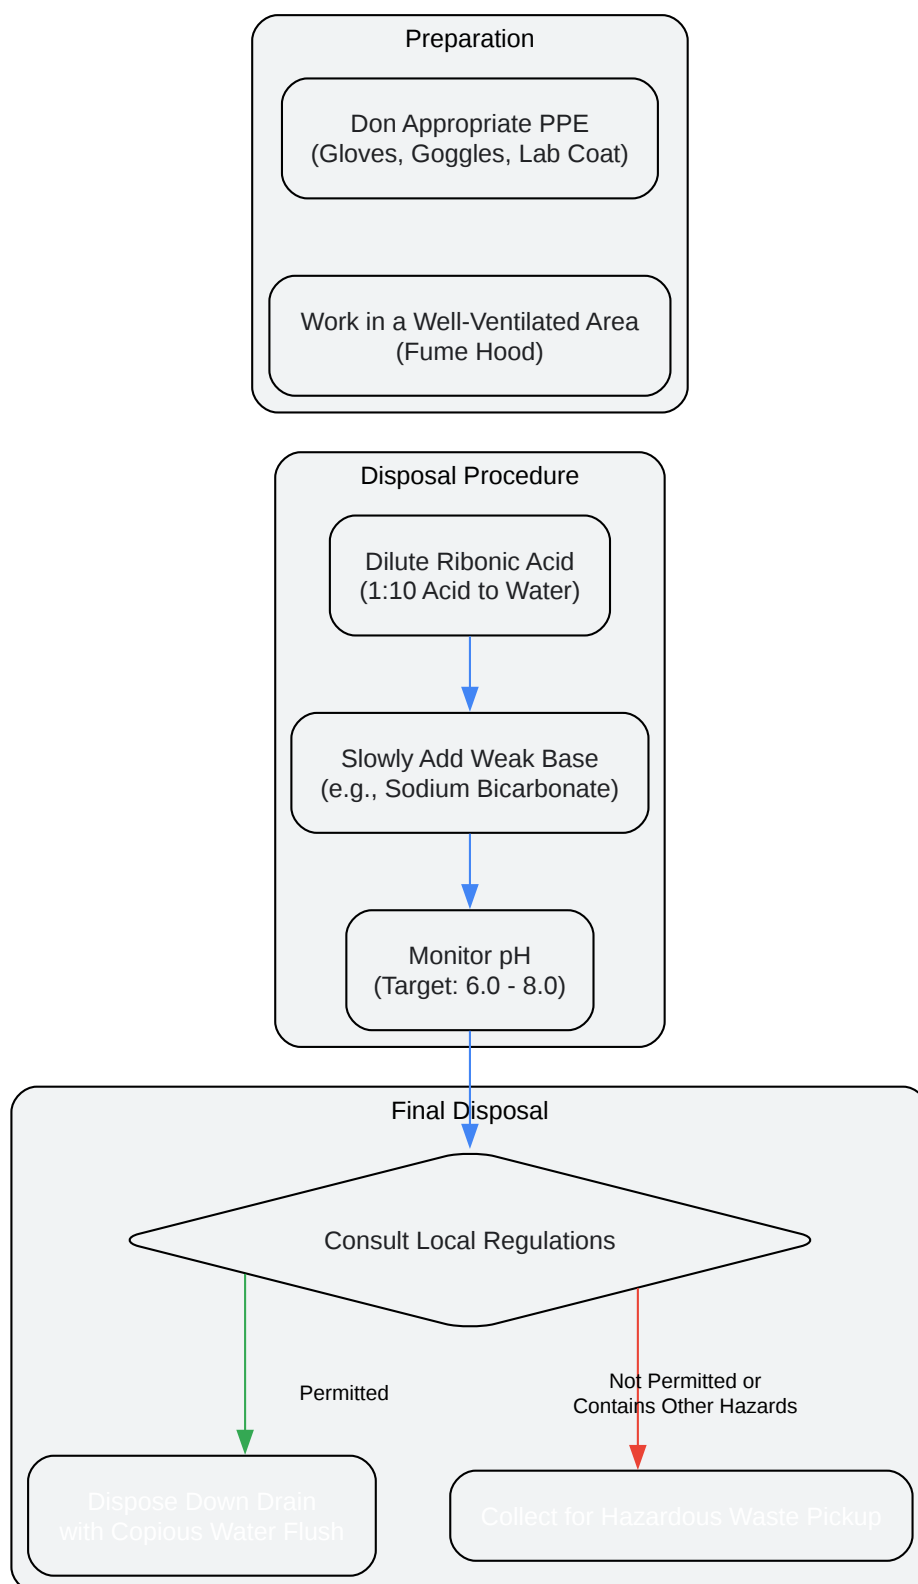 Preparation
Don Appropriate PPE
(Gloves, Goggles, Lab Coat)
Work in a Well-Ventilated Area
(Fume Hood)
Disposal Procedure
Dilute Ribonic Acid
(1:10 Acid to Water)
Slowly Add Weak Base
(e.g., Sodium Bicarbonate)
Monitor pH
(Target: 6.0 - 8.0)
Final Disposal
Consult Local Regulations
Permitted
Not Permitted or
Contains Other Hazards
Dispose Down Drain
with Copious Water Flush
Collect for Hazardous Waste Pickup